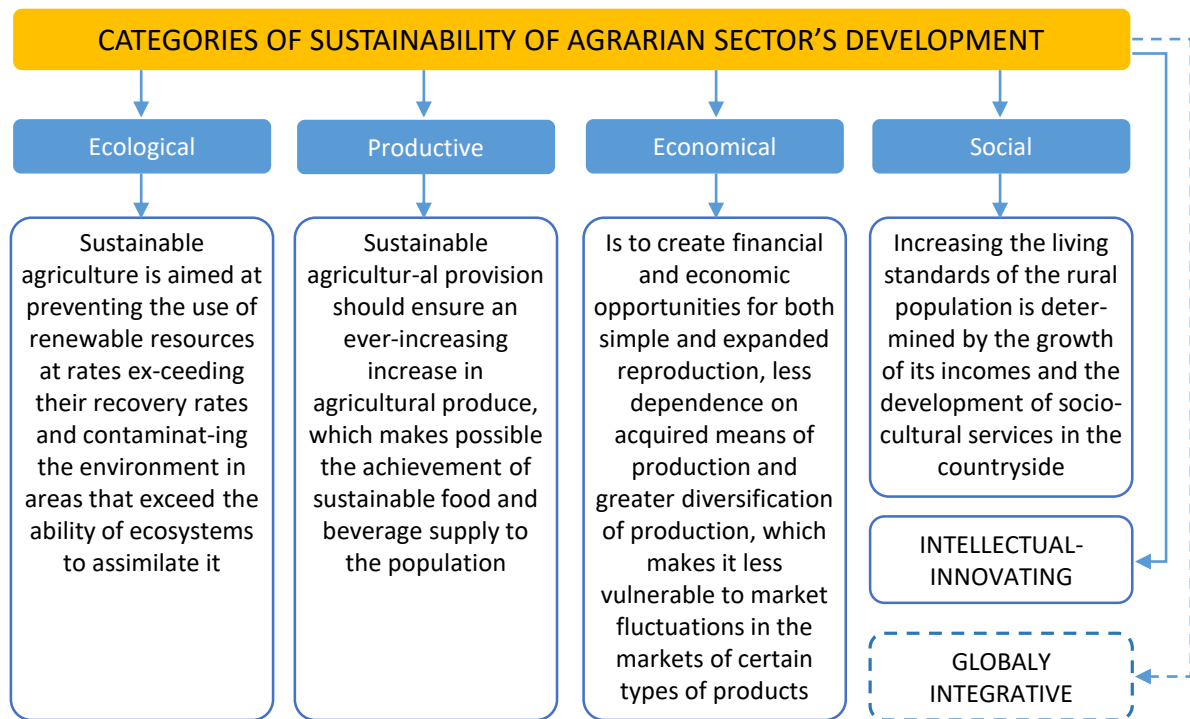 CATEGORIES OF SUSTAINABILITY OF AGRARIAN SECTOR'S DEVELOPMENT
Ecological
Sustainable
agriculture is aimed at
preventing the use of
renewable resources
at rates ex-ceeding
their recovery rates
and contaminat-ing
the environment in
areas that exceed the
ability of ecosystems
to assimilate it
Productive
Sustainable
agricultur-al provision
should ensure an
ever-increasing
increase in
agricultural produce,
which makes possible
the achievement of
sustainable food and
beverage supply to
the population
Economical
Is to create financial
and economic
opportunities for both
simple and expanded
reproduction, less
dependence on
acquired means of
production and
greater diversification
of production, which
makes it less
vulnerable to market
fluctuations in the
markets of certain
types of products
Social
Increasing the living
standards of the rural
population is deter-
mined by the growth
of its incomes and the
development of socio-
cultural services in the
countryside
INTELLECTUAL-
INNOVATING
GLOBALY
INTEGRATIVE